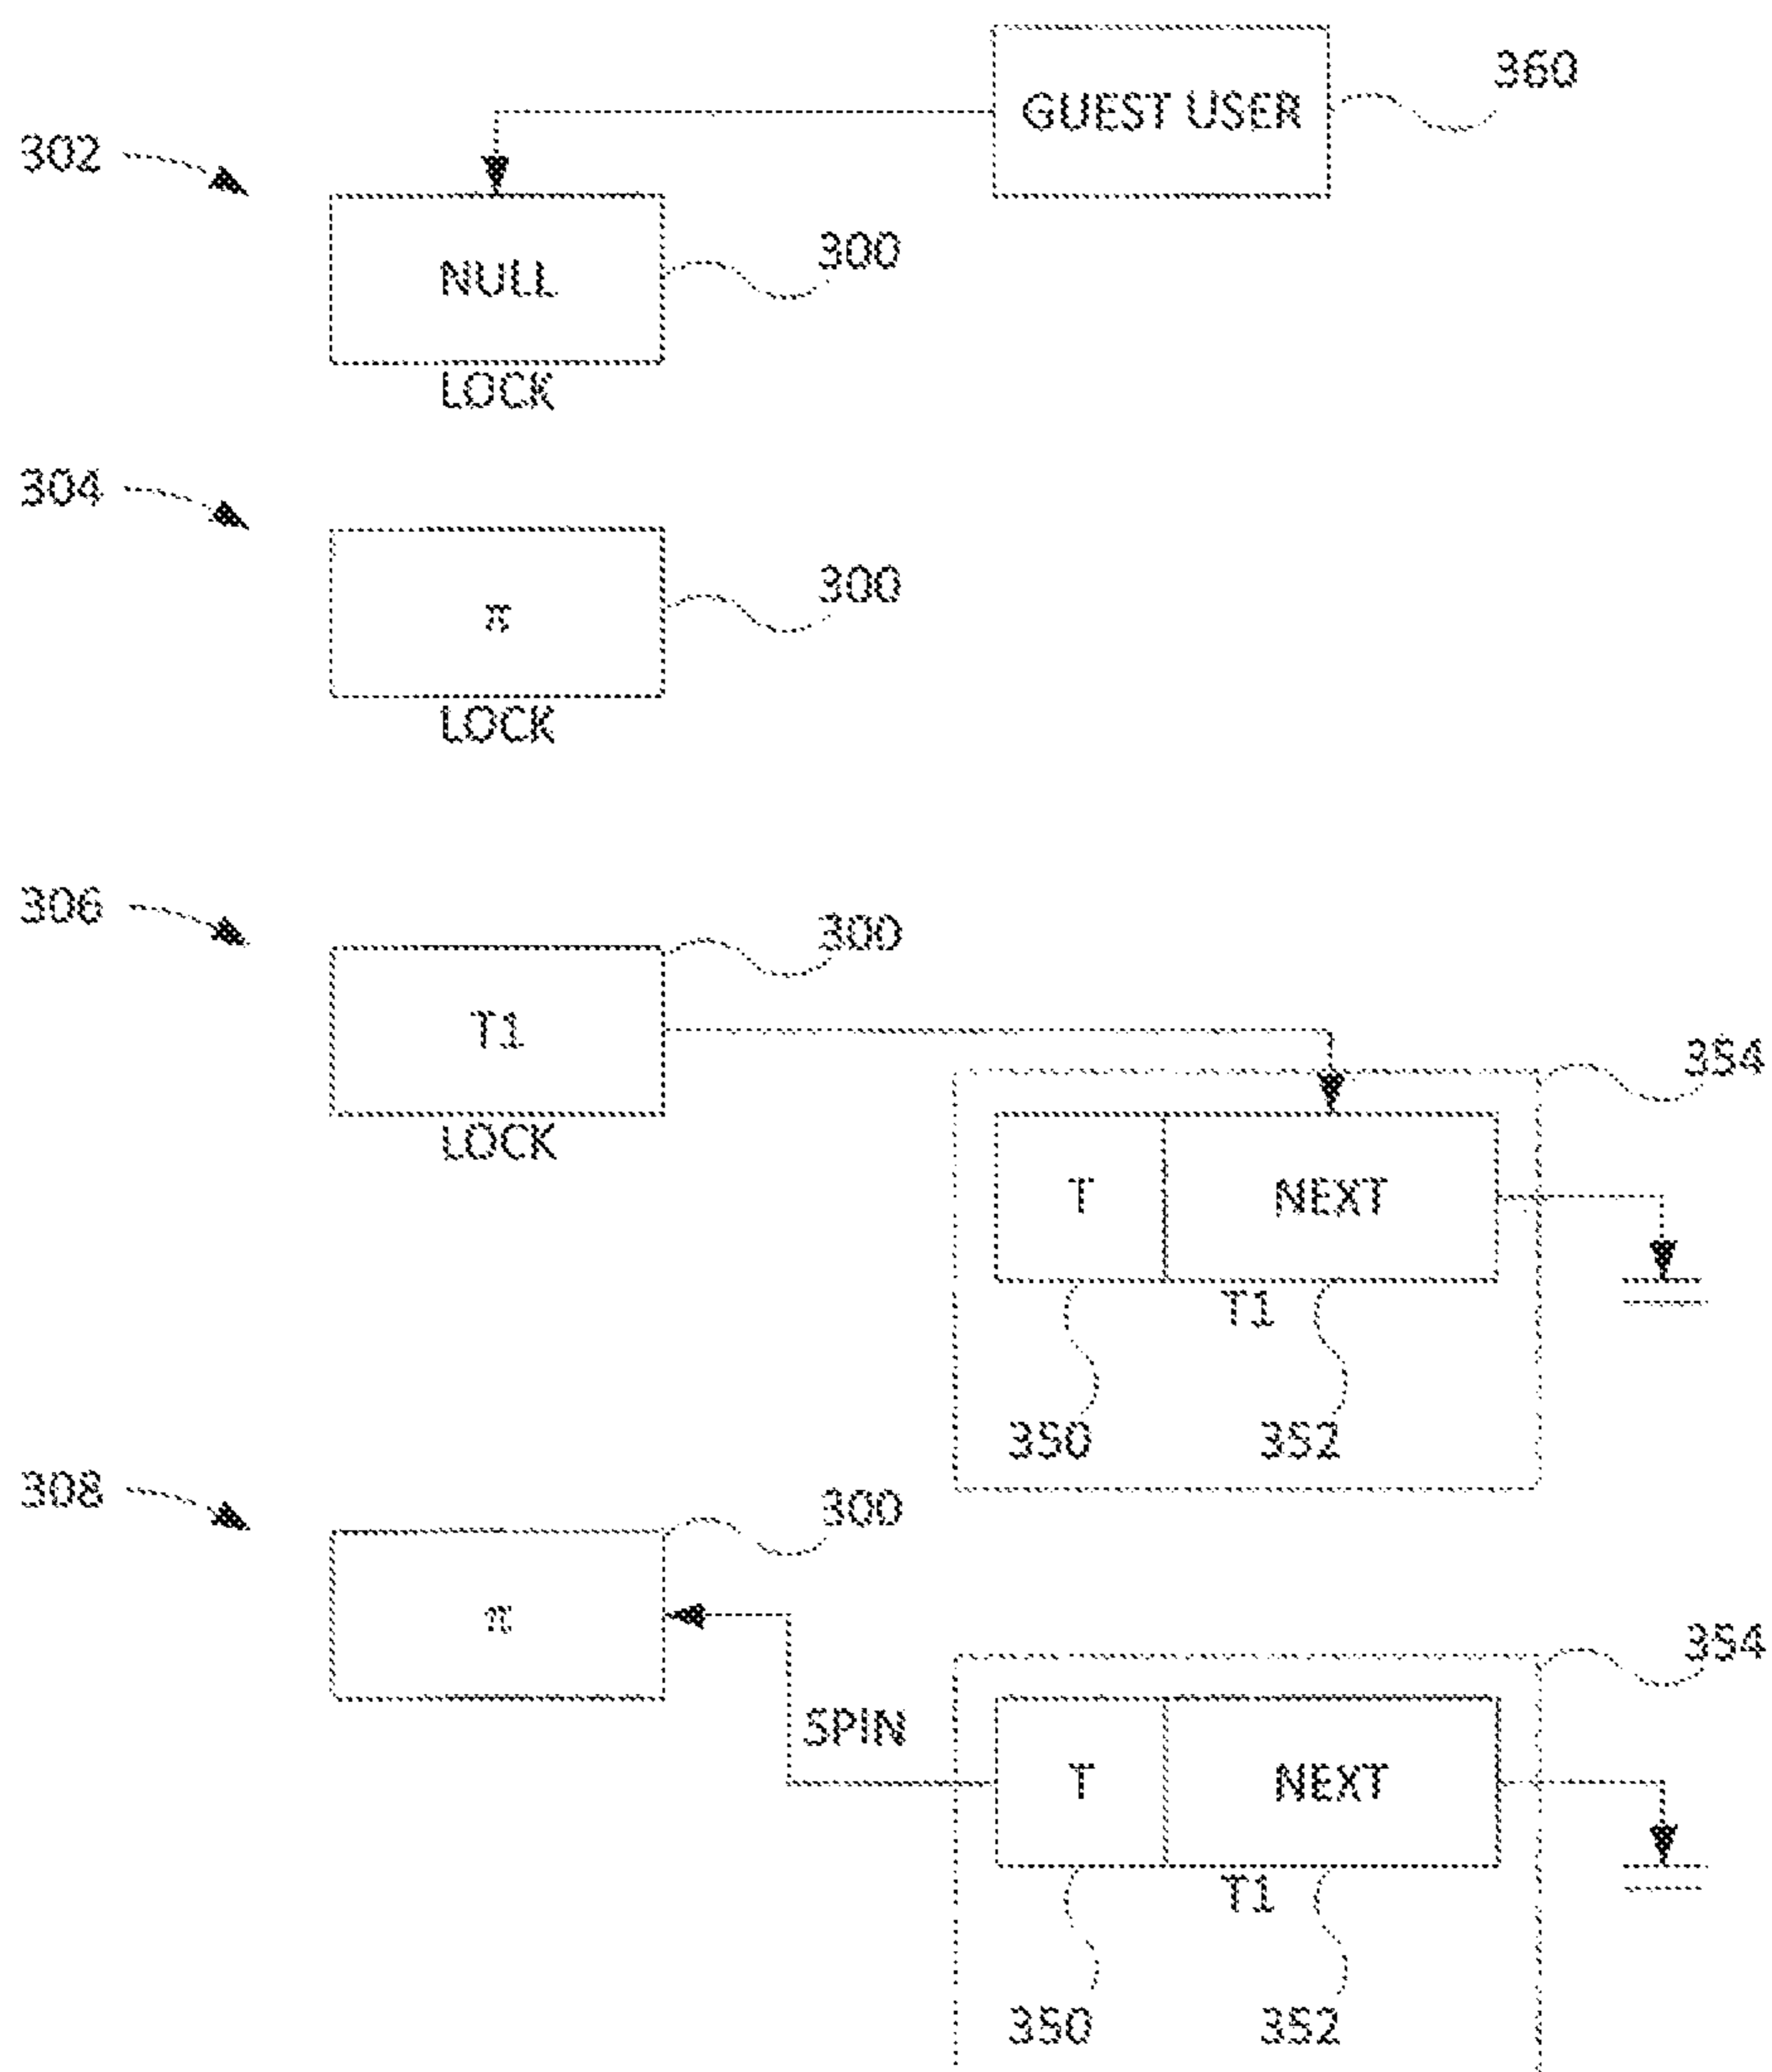 360
GUEST USER
302
300
NULL
LOCK
304
300
π
LOCK
306
300
T1
LOCK
354
T NEXT
T1
350 352
308
300
π
354
SPIN
T NEXT
T1
350 352